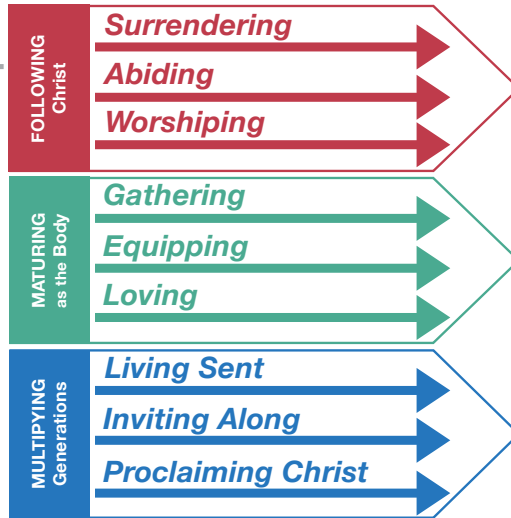 FOLLOWING
Christ
Surrendering
Abiding
Worshiping
MATURING
as the Body
Gathering
Equipping
Loving
MULTIPLYING
Generations
Living Sent
Inviting Along
Proclaiming Christ